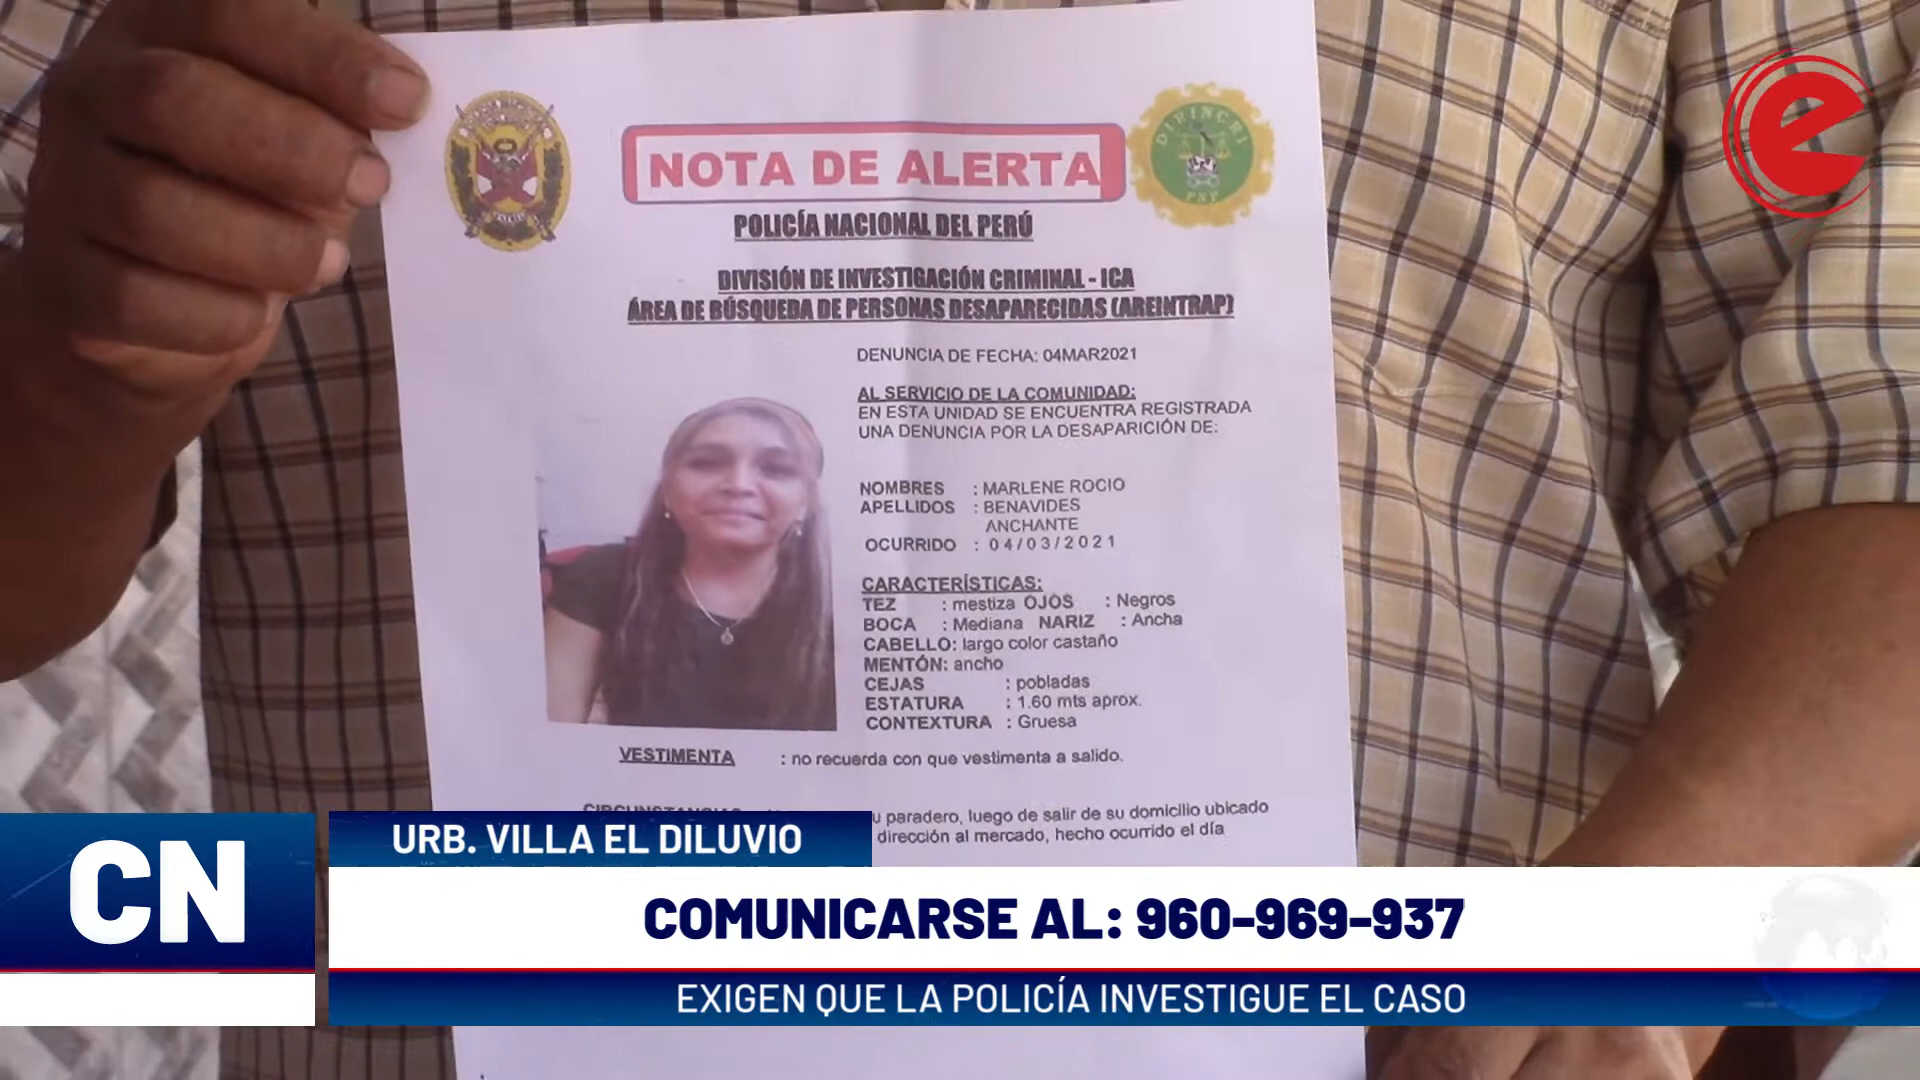 NOTA DE ALERTA
DIRINCRI
PNP
POLICÍA NACIONAL DEL PERÚ
DIVISIÓN DE INVESTIGACIÓN CRIMINAL - ICA
ÁREA DE BÚSQUEDA DE PERSONAS DESAPARECIDAS (AREINTRAP)
DENUNCIA DE FECHA: 04MAR2021
AL SERVICIO DE LA COMUNIDAD:
EN ESTA UNIDAD SE ENCUENTRA REGISTRADA
UNA DENUNCIA POR LA DESAPARICIÓN DE:
NOMBRES : MARLENE ROCIO
APELLIDOS : BENAVIDES
ANCHANTE
OCURRIDO : 04/03/2021
CARACTERÍSTICAS:
TEZ : mestiza OJOS : Negros
BOCA : Mediana NARIZ : Ancha
CABELLO: largo color castaño
MENTÓN: ancho
CEJAS : pobladas
ESTATURA : 1.60 mts aprox.
CONTEXTURA : Gruesa
VESTIMENTA : no recuerda con que vestimenta a salido.
paradero, luego de salir de su domicilio ubicado
dirección al mercado, hecho ocurrido el día
e
CN
URB. VILLA EL DILUVIO
COMUNICARSE AL: 960-969-937
EXIGEN QUE LA POLICÍA INVESTIGUE EL CASO